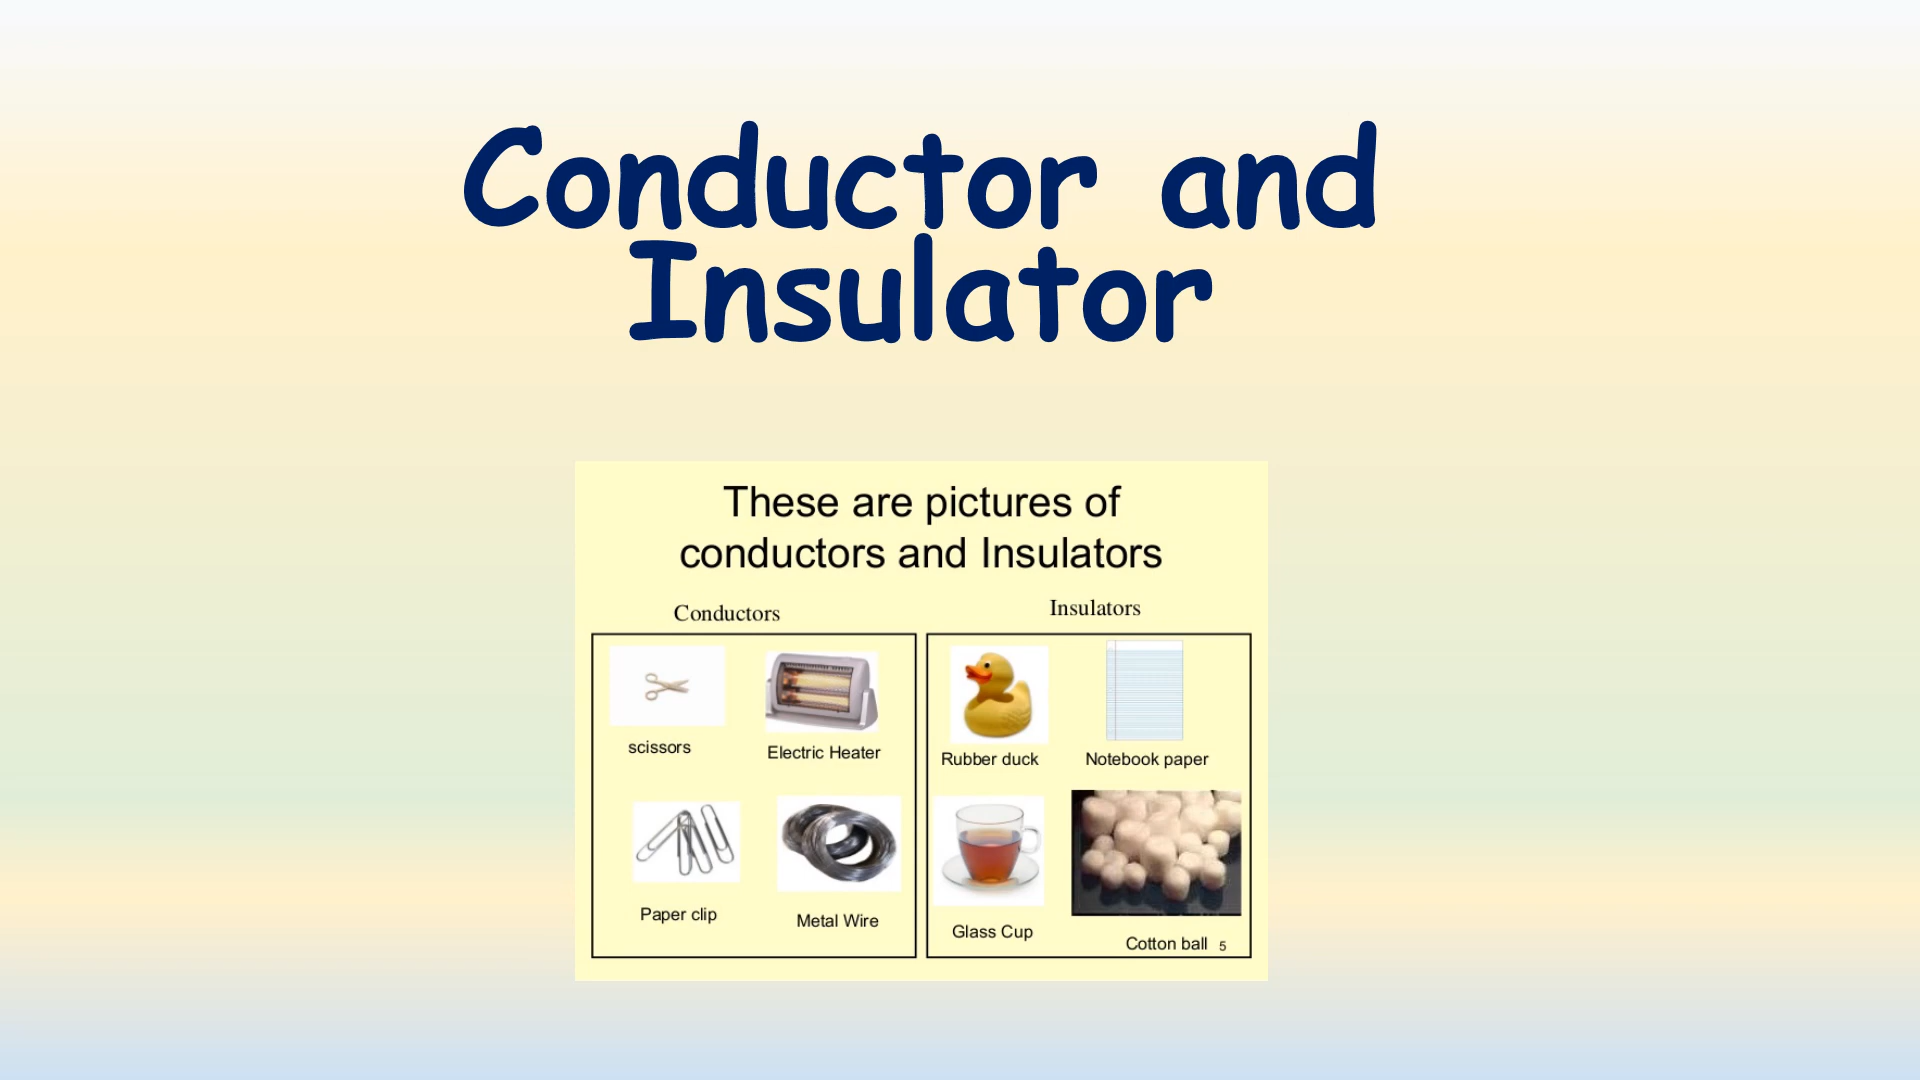 Conductor and
Insulator
These are pictures of
conductors and Insulators
Conductors
Insulators
scissors
Electric Heater
Rubber duck
Notebook paper
Paper clip
Metal Wire
Glass Cup
Cotton ball 5